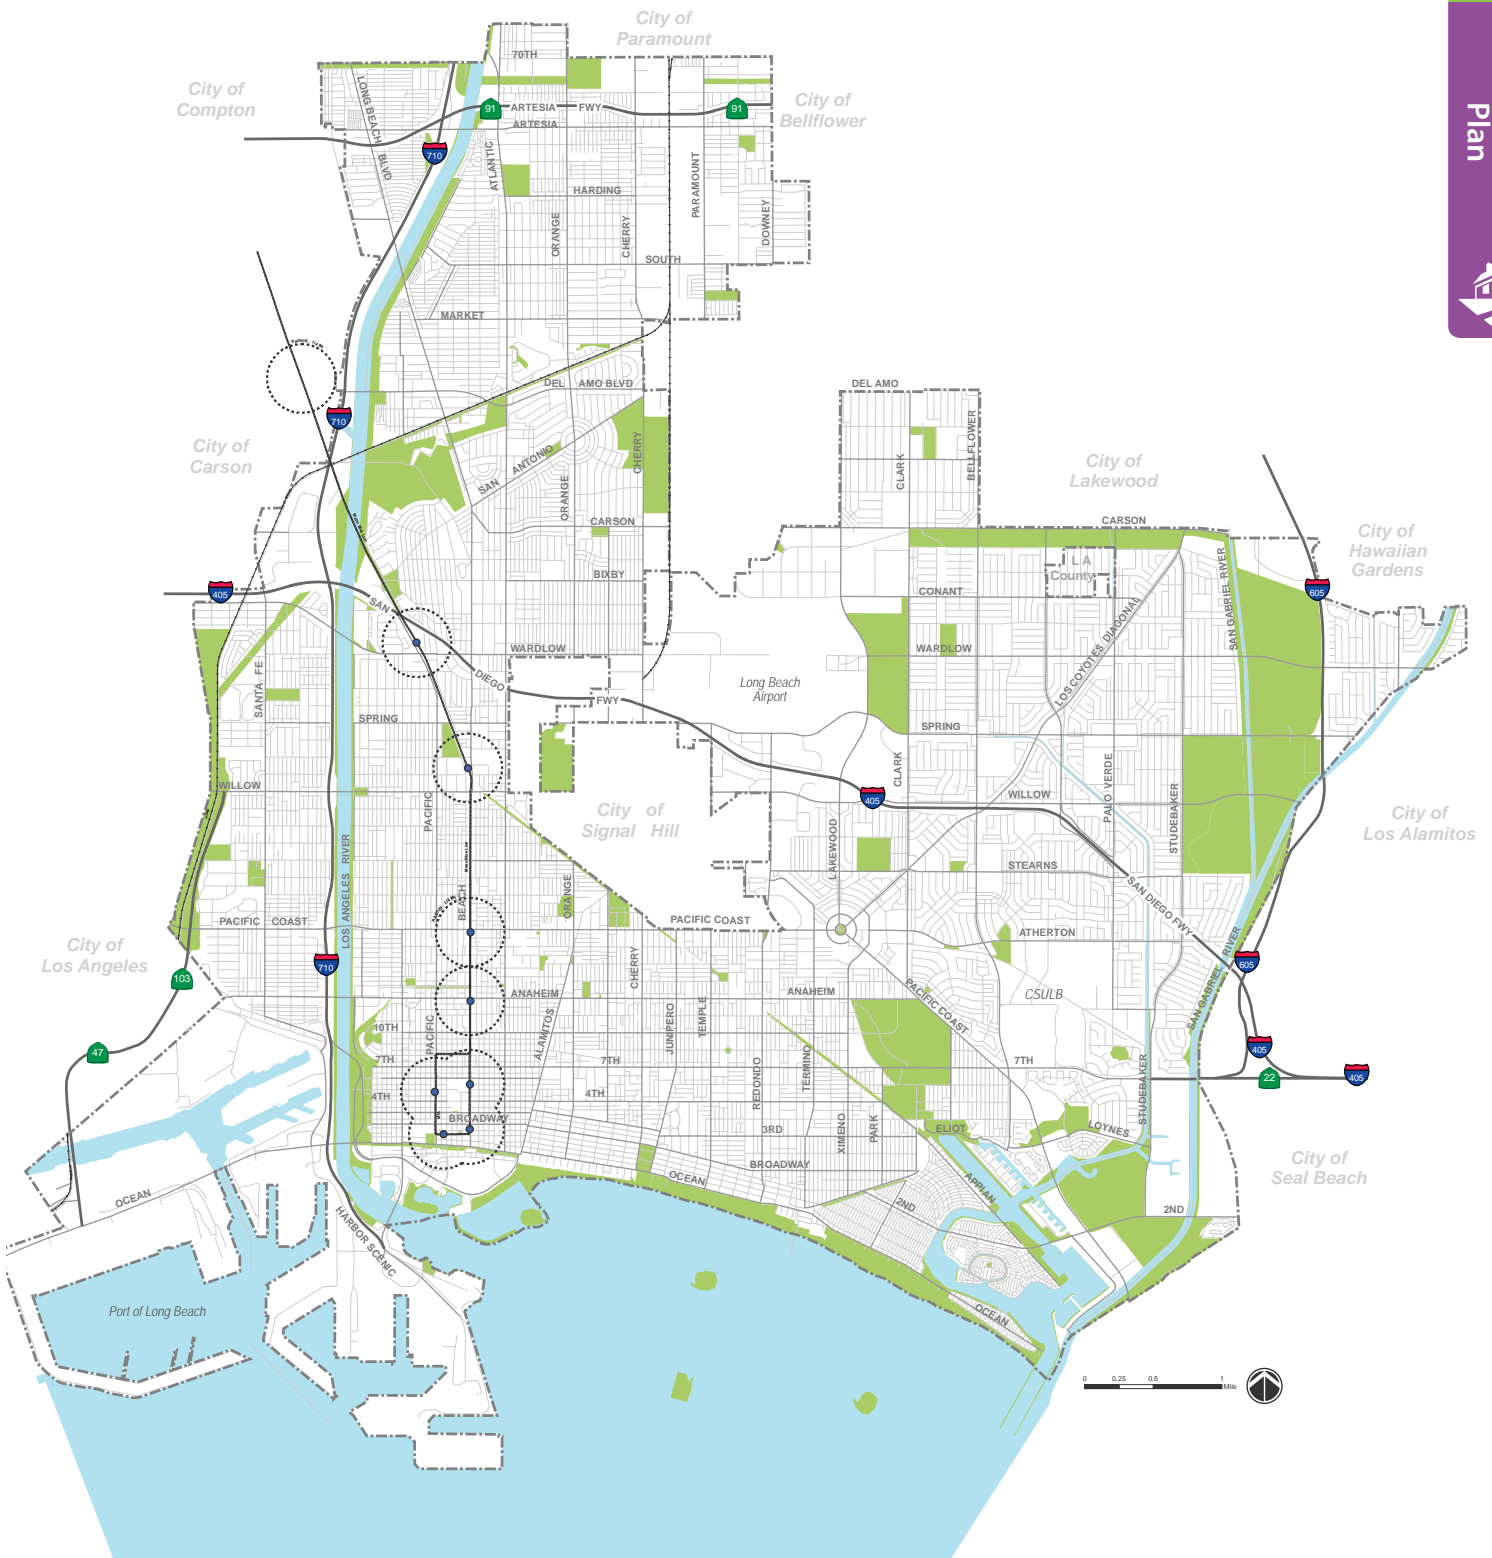 City of
Paramount
Plan
70TH
City of
Compton
LONG BEACH BLVD
91
ARTESIA FWY
91
City of
Bellflower
ARTESIA
710
ATLANTIC
HARDING
PARAMOUNT
ORANGE
CHERRY
DOWNEY
SOUTH
MARKET
DEL AMO BLVD
DEL AMO
710
City of
Carson
SAN ANTONIO
CHERRY
ORANGE
CLARK
BELLFLOWER
City of
Lakewood
CARSON
CARSON
City of
Hawaiian
Gardens
BIXBY
L A
County
CONANT
405
605
SAN DIEGO FWY
SAN GABRIEL RIVER
LOS COYOTES DIAGONAL
WARDLOW
WARDLOW
SANTA FE
Long Beach
Airport
SPRING
SPRING
WILLOW
PACIFIC
CLARK
405
WILLOW
PALO VERDE
STUDEBAKER
City of
Signal Hill
City of
Los Alamitos
LAKEWOOD
STEARNS
LOS ANGELES RIVER
BEACH
ORANGE
SAN DIEGO FWY
PACIFIC COAST
PACIFIC COAST
ATHERTON
City of
Los Angeles
103
710
CHERRY
605
SAN GABRIEL RIVER
ANAHEIM
ANAHEIM
PACIFIC COAST
CSULB
47
10TH
PACIFIC
ALAMITOS
JUNIPERO
TEMPLE
7TH
7TH
7TH
REDONDO
TERMINO
405
22
405
4TH
4TH
STUDEBAKER
BROADWAY
3RD
XIMENO
PARK
ELIOT
LOYNES
BROADWAY
City of
Seal Beach
OCEAN
OCEAN
APPIAN
2ND
2ND
HARBOR SCENIC
Port of Long Beach
OCEAN
0 0.25 0.5 1
Mile